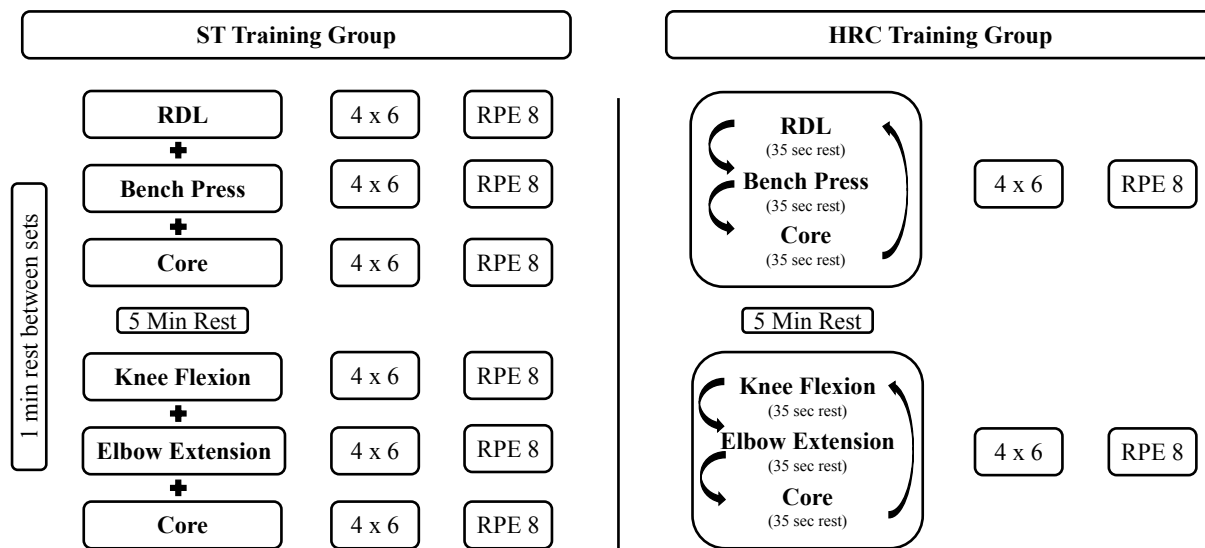 ST Training Group
1 min rest between sets
RDL 4 x 6 RPE 8
Bench Press 4 x 6 RPE 8
Core 4 x 6 RPE 8
5 Min Rest
Knee Flexion 4 x 6 RPE 8
Elbow Extension 4 x 6 RPE 8
Core 4 x 6 RPE 8
HRC Training Group
RDL
(35 sec rest)
Bench Press
(35 sec rest)
Core
(35 sec rest)
4 x 6 RPE 8
5 Min Rest
Knee Flexion
(35 sec rest)
Elbow Extension
(35 sec rest)
Core
(35 sec rest)
4 x 6 RPE 8